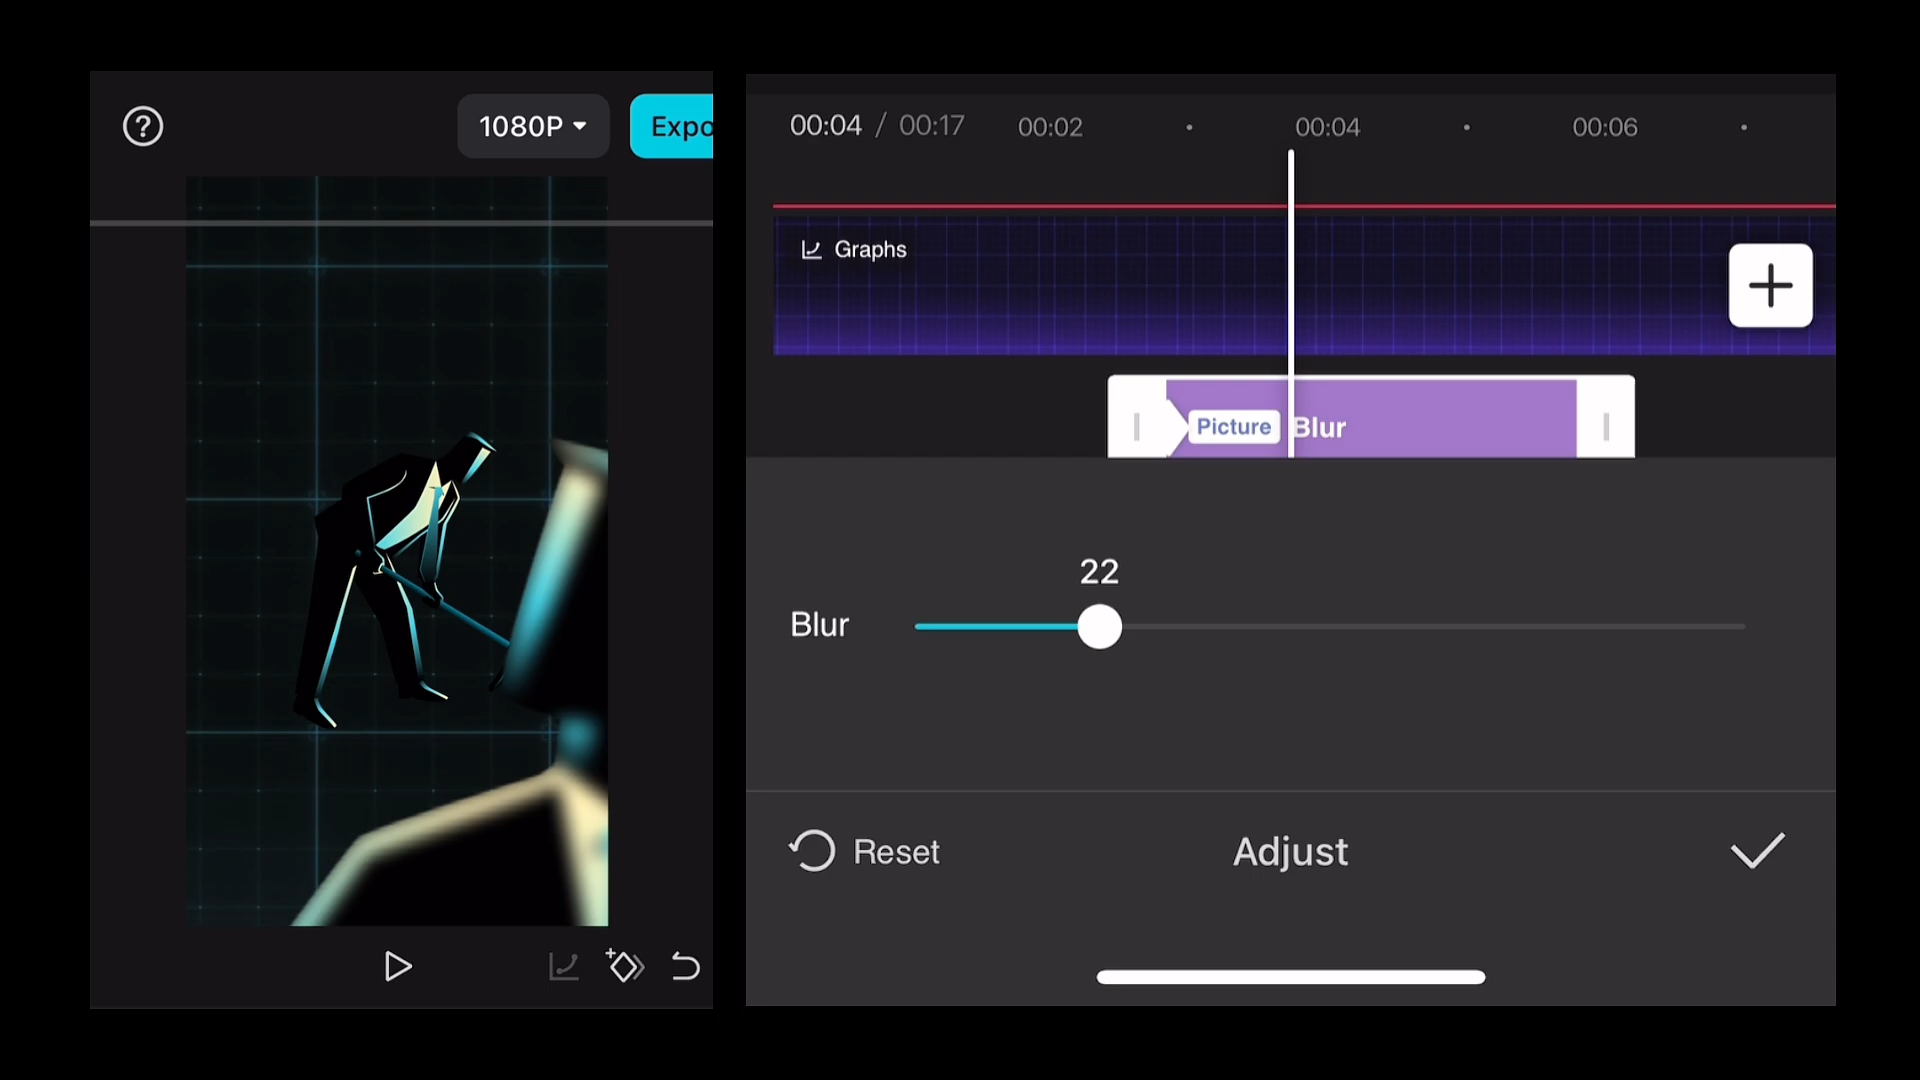 ?
1080P
Expo
00:04 / 00:17
00:02
00:04
00:06
Graphs
Picture
Blur
22
Blur
Reset
Adjust